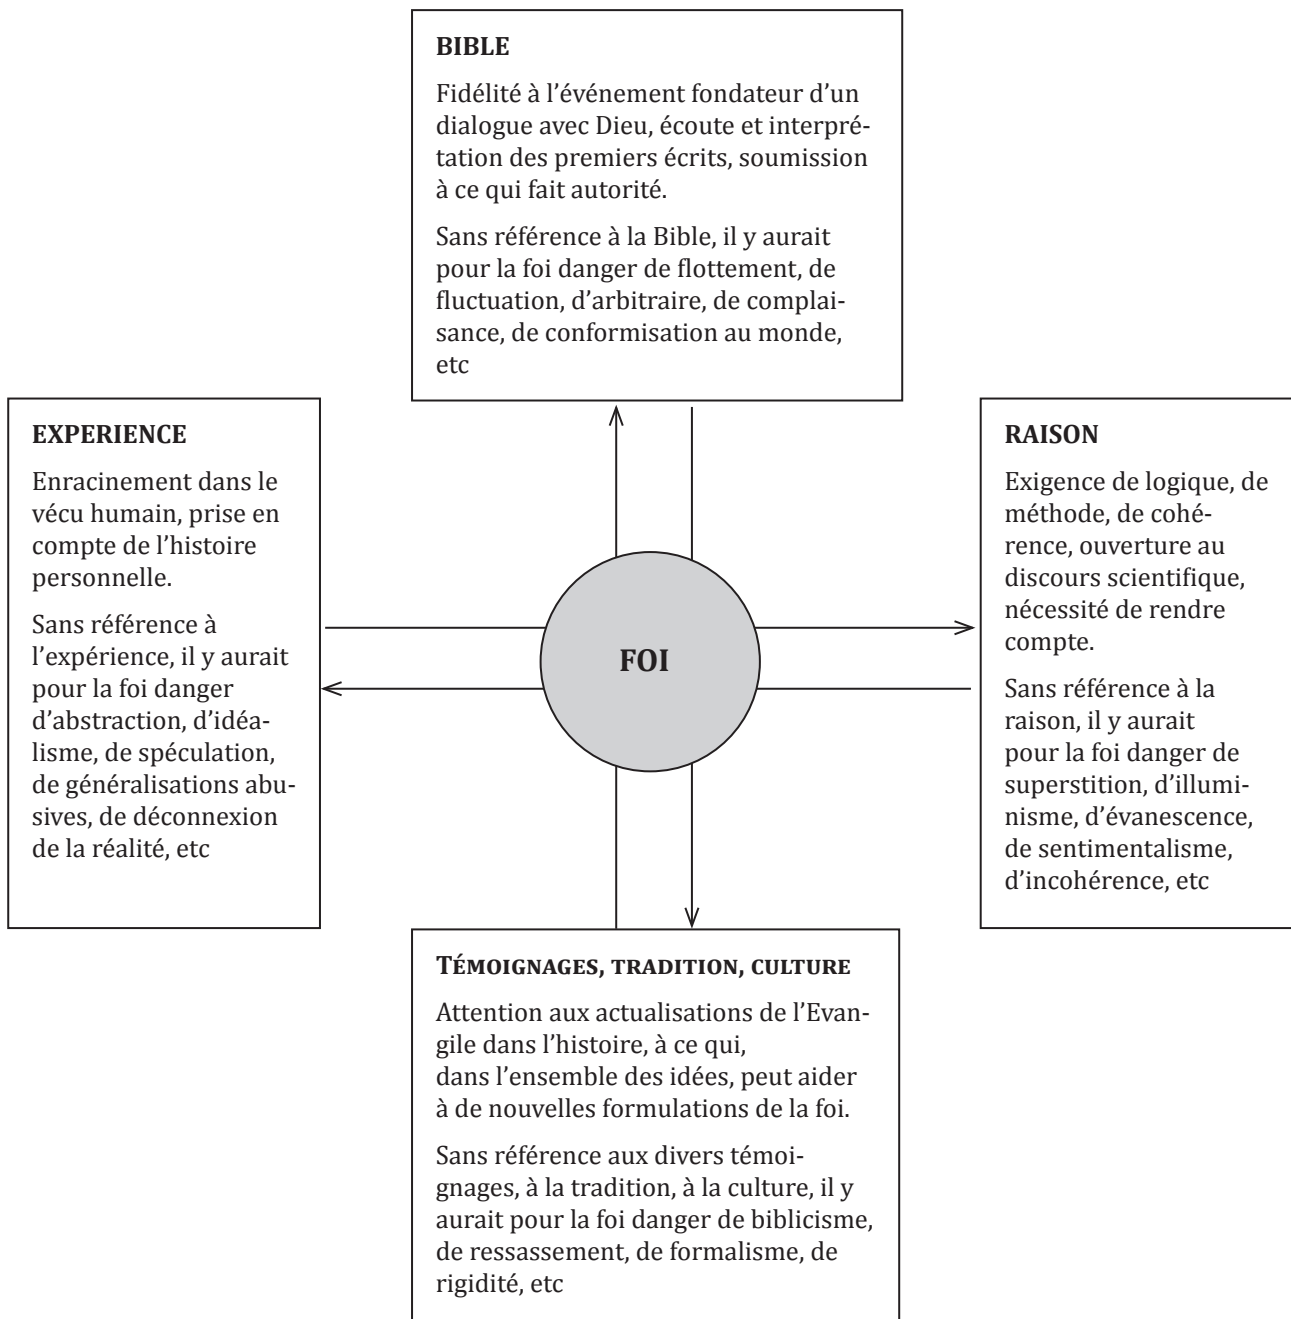 BIBLE
Fidélité à l’événement fondateur d’un
dialogue avec Dieu, écoute et interpré-
tation des premiers écrits, soumission
à ce qui fait autorité.
Sans référence à la Bible, il y aurait
pour la foi danger de flottement, de
fluctuation, d’arbitraire, de complai-
sance, de conformisation au monde,
etc
EXPERIENCE
Enracinement dans le
vécu humain, prise en
compte de l’histoire
personnelle.
Sans référence à
l’expérience, il y aurait
pour la foi danger
d’abstraction, d’idéa-
lisme, de spéculation,
de généralisations abu-
sives, de déconnexion
de la réalité, etc
FOI
RAISON
Exigence de logique, de
méthode, de cohé-
rence, ouverture au
discours scientifique,
nécessité de rendre
compte.
Sans référence à la
raison, il y aurait
pour la foi danger de
superstition, d’illumi-
nisme, d’évanescence,
de sentimentalisme,
d’incohérence, etc
TÉMOIGNAGES, TRADITION, CULTURE
Attention aux actualisations de l’Evan-
gile dans l’histoire, à ce qui,
dans l’ensemble des idées, peut aider
à de nouvelles formulations de la foi.
Sans référence aux divers témoi-
gnages, à la tradition, à la culture, il y
aurait pour la foi danger de biblicisme,
de ressassement, de formalisme, de
rigidité, etc